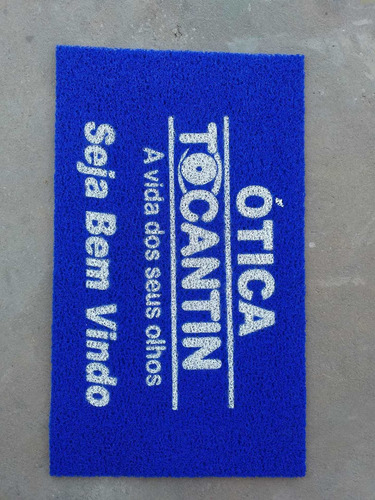 ÓTICA
TOCANTIN
A vida dos seus olhos
Seja Bem Vindo